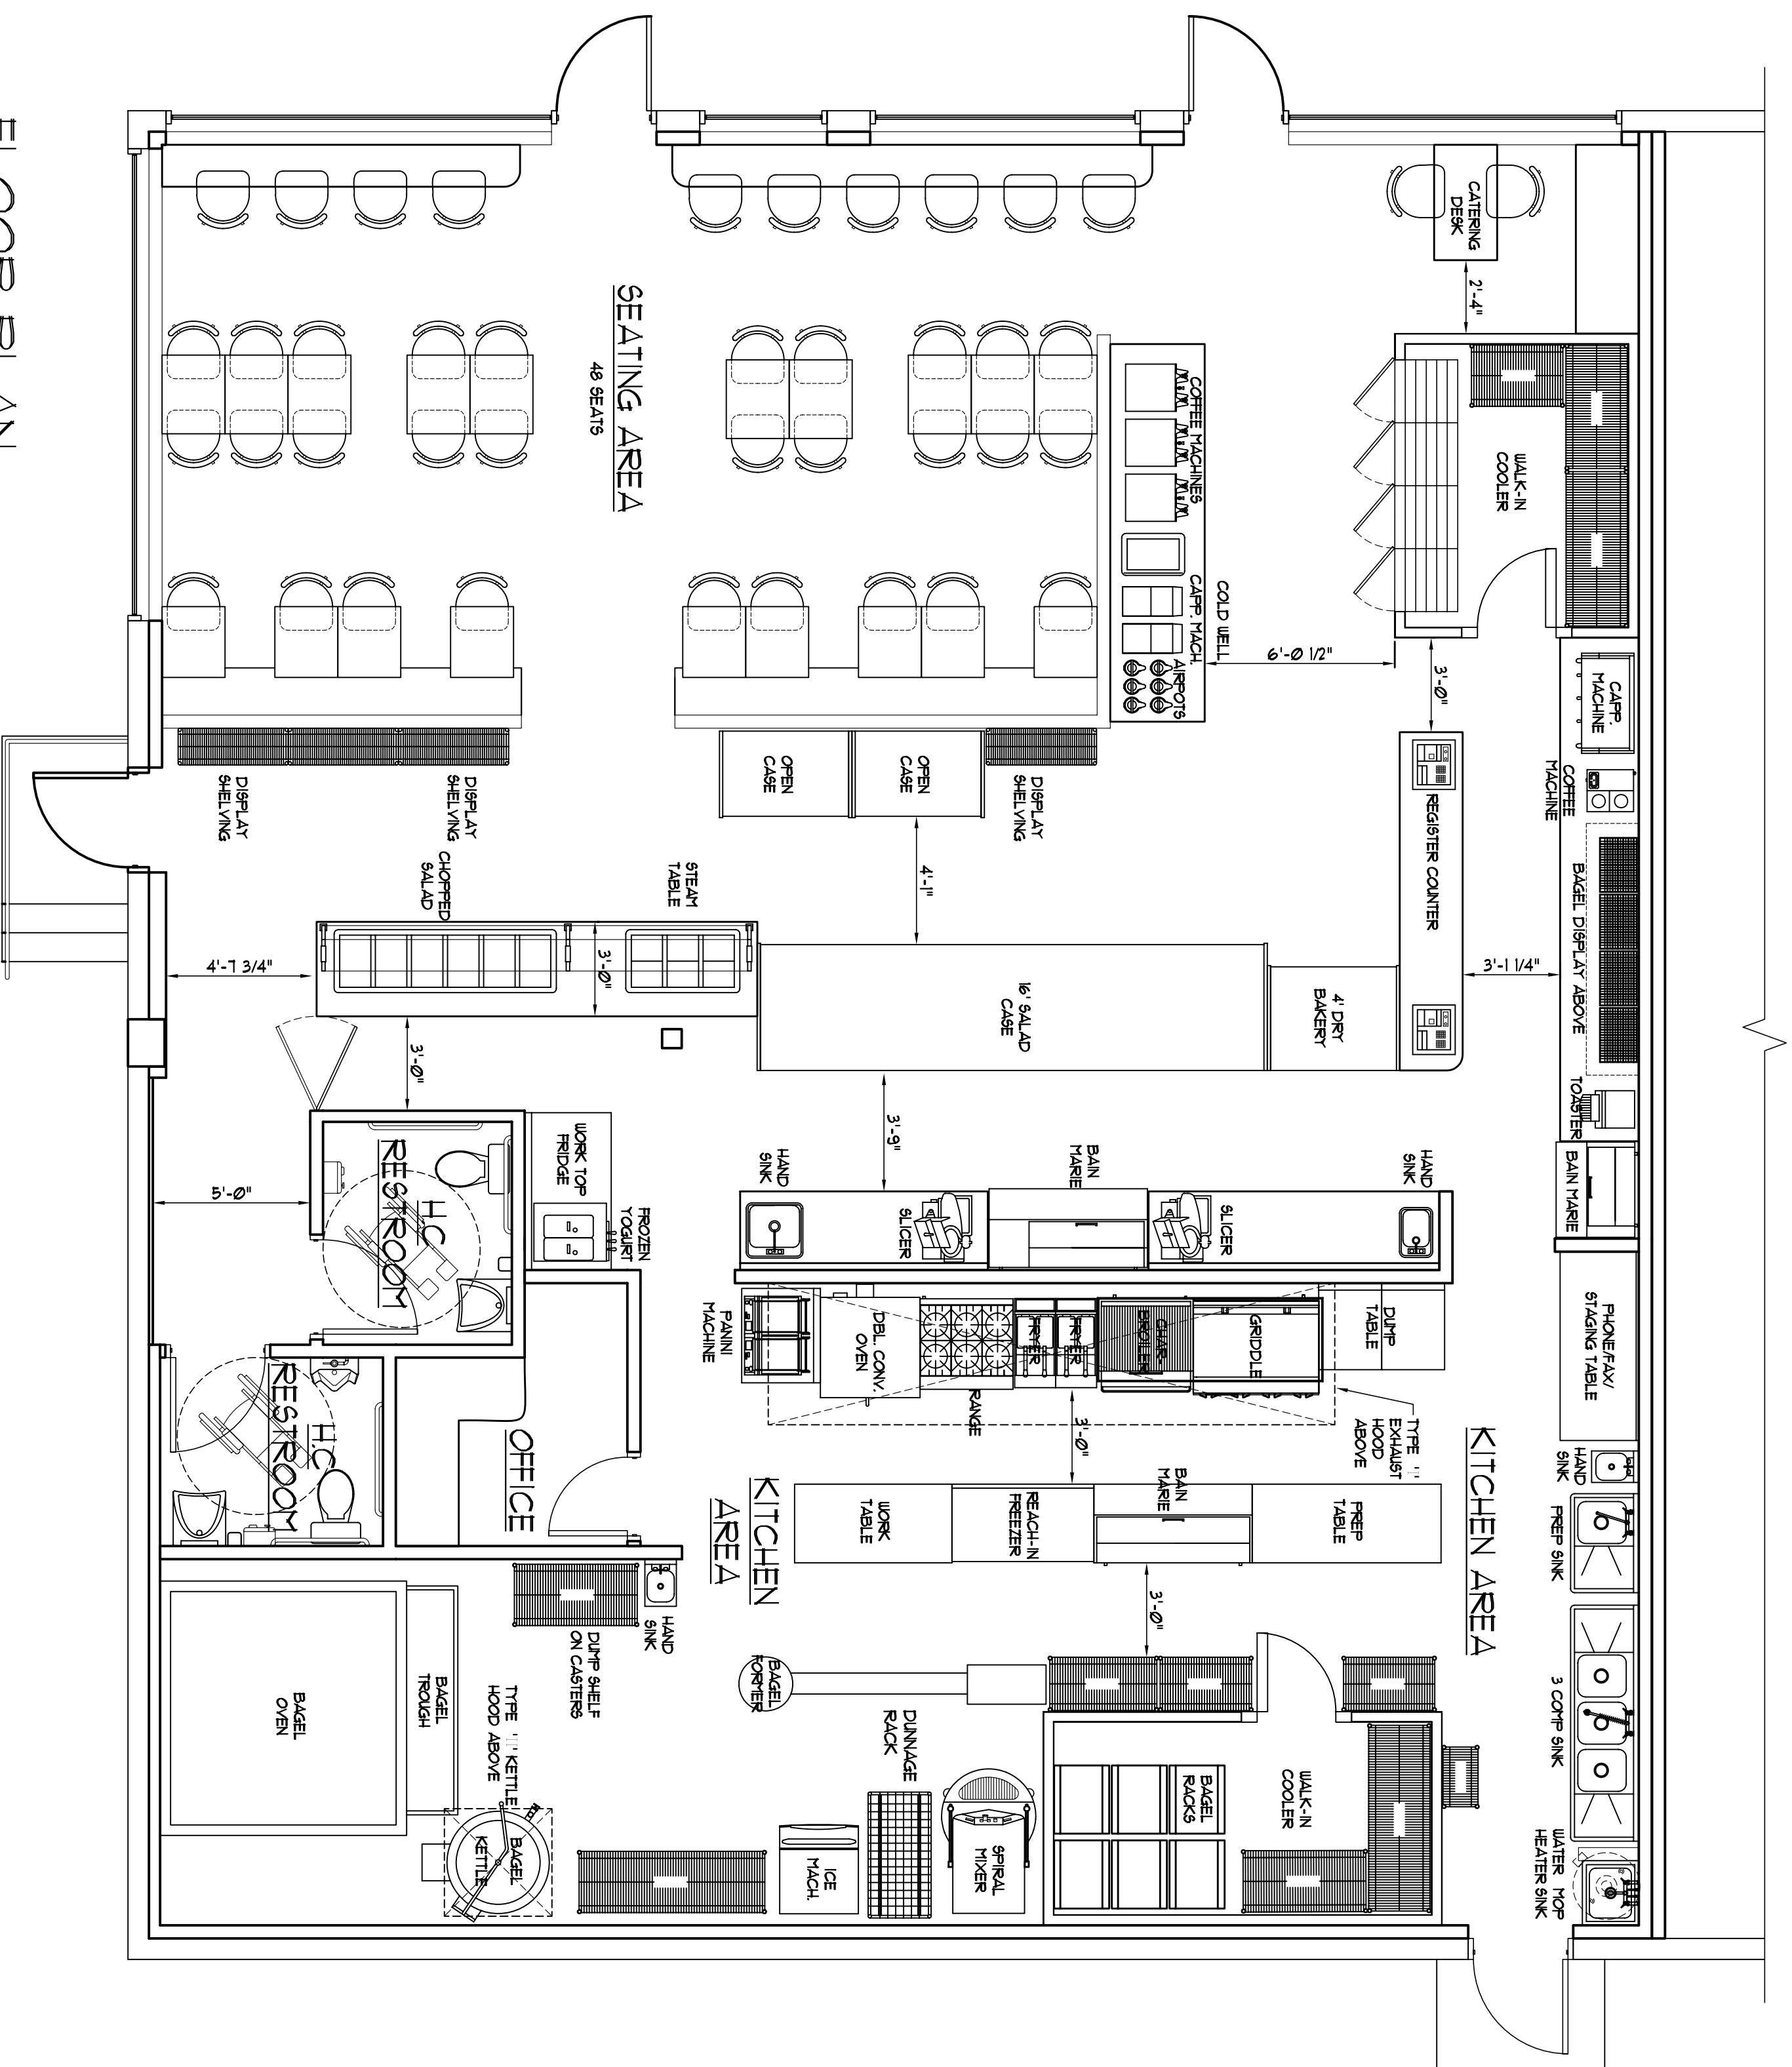 FLOOR PLAN
SEATING AREA
48 SEATS
CATERING
DESK
2'-4"
WALK-IN
COOLER
COFFEE MACHINES
COLD WELL
CAPP. MACH.
AIRPOTS
6'-0 1/2"
3'-0"
CAPP.
MACHINE
COFFEE
MACHINE
REGISTER COUNTER
BAGEL DISPLAY ABOVE
3'-1 1/4"
TOASTER
BAIN MARIE
DISPLAY
SHELVING
OPEN
CASE
OPEN
CASE
DISPLAY
SHELVING
DISPLAY
SHELVING
4'-1"
STEAM
TABLE
CHOPPED
SALAD
3'-0"
4'-7 3/4"
16' SALAD
CASE
4' DRY
BAKERY
3'-0"
3'-9"
5'-0"
H.C.
RESTROOM
WORK TOP
FRIDGE
FROZEN
YOGURT
HAND
SINK
SLICER
BAIN
MARIE
SLICER
HAND
SINK
PHONE/FAX/
STAGING TABLE
PANINI
MACHINE
DBL. CONV.
OVEN
RANGE
FRYER
FRYER
CHAR-
BROILER
GRIDDLE
DUMP
TABLE
TYPE "I"
EXHAUST
HOOD
ABOVE
3'-0"
H.C.
RESTROOM
OFFICE
KITCHEN
AREA
KITCHEN AREA
HAND
SINK
PREP SINK
WORK
TABLE
REACH-IN
FREEZER
BAIN
MARIE
PREP
TABLE
3'-0"
3 COMP SINK
HAND
SINK
DUMP SHELF
ON CASTERS
BAGEL
FORMER
BAGEL
OVEN
BAGEL
TROUGH
TYPE "II" KETTLE
HOOD ABOVE
BAGEL
KETTLE
DUNNAGE
RACK
ICE
MACH.
SPIRAL
MIXER
BAGEL
RACKS
WALK-IN
COOLER
WATER MOP
HEATER SINK